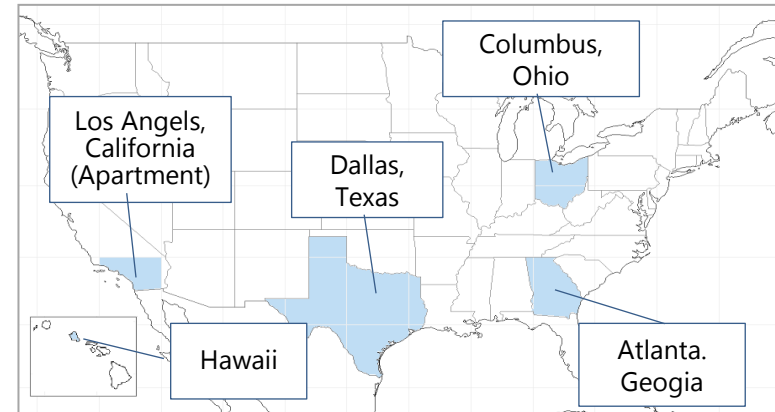 Columbus,
Ohio
Los Angels,
California
(Apartment)
Dallas,
Texas
Hawaii
Atlanta.
Geogia